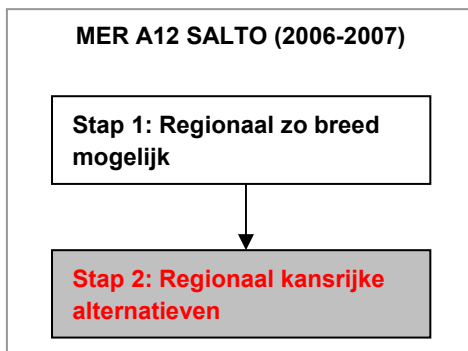 MER A12 SALTO (2006-2007)
Stap 1: Regionaal zo breed
mogelijk
Stap 2: Regionaal kansrijke
alternatieven